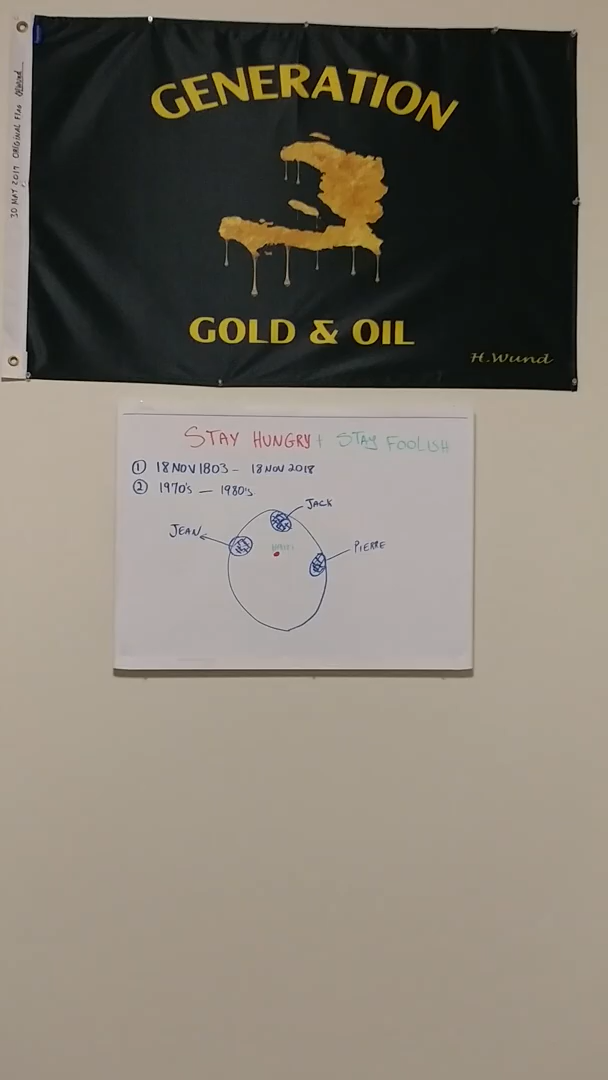 GENERATION
GOLD & OIL
H.Wund
30 MAY 2017 ORIGINAL FLAG
STAY HUNGRY + STAY FOOLISH
① 18 NOV 1803 - 18 NOV 2018
② 1970's - 1980's
JACK
JEAN
PIERRE